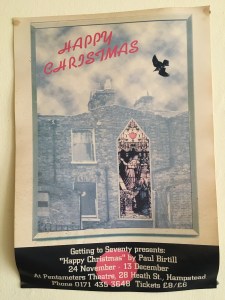 HAPPY
CHRISTMAS
Getting to Seventy presents:
"Happy Christmas" by Paul Birtill
24 November - 13 December
At Pentameters Theatre, 28 Heath St., Hampstead
Phone 0171 435 3648 Tickets £8/£6